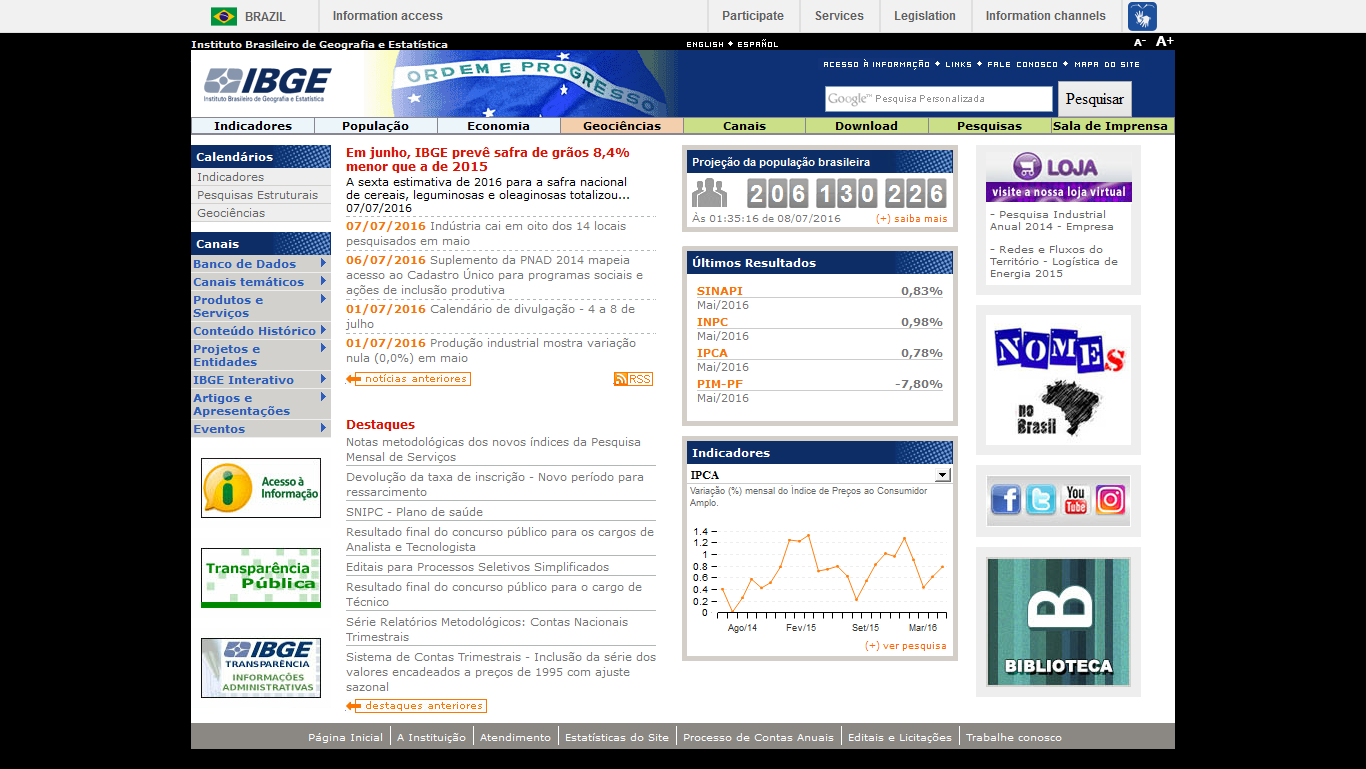 BRAZIL
Information access
Participate
Services
Legislation
Information channels
Instituto Brasileiro de Geografia e Estatística
ENGLISH ◆ ESPAÑOL
A- A+
ORDEM E PROGRESSO
IBGE
Instituto Brasileiro de Geografia e Estatística
ACESSO À INFORMAÇÃO ◆ LINKS ◆ FALE CONOSCO ◆ MAPA DO SITE
Google™ Pesquisa Personalizada
Pesquisar
Indicadores
População
Economia
Geociências
Canais
Download
Pesquisas
Sala de Imprensa
Calendários
Indicadores
Pesquisas Estruturais
Geociências
Canais
Banco de Dados
Canais temáticos
Produtos e
Serviços
Conteúdo Histórico
Projetos e
Entidades
IBGE Interativo
Artigos e
Apresentações
Eventos
Acesso à
Informação
Transparência
Pública
IBGE
TRANSPARÊNCIA
INFORMAÇÕES
ADMINISTRATIVAS
Em junho, IBGE prevê safra de grãos 8,4%
menor que a de 2015
A sexta estimativa de 2016 para a safra nacional
de cereais, leguminosas e oleaginosas totalizou...
07/07/2016
07/07/2016 Indústria cai em oito dos 14 locais
pesquisados em maio
06/07/2016 Suplemento da PNAD 2014 mapeia
acesso ao Cadastro Único para programas sociais e
ações de inclusão produtiva
01/07/2016 Calendário de divulgação - 4 a 8 de
julho
01/07/2016 Produção industrial mostra variação
nula (0,0%) em maio
notícias anteriores
RSS
Destaques
Notas metodológicas dos novos índices da Pesquisa
Mensal de Serviços
Devolução da taxa de inscrição - Novo período para
ressarcimento
SNIPC - Plano de saúde
Resultado final do concurso público para os cargos de
Analista e Tecnologista
Editais para Processos Seletivos Simplificados
Resultado final do concurso público para o cargo de
Técnico
Série Relatórios Metodológicos: Contas Nacionais
Trimestrais
Sistema de Contas Trimestrais - Inclusão da série dos
valores encadeados a preços de 1995 com ajuste
sazonal
destaques anteriores
Projeção da população brasileira
206 130 226
Às 01:35:16 de 08/07/2016
(+) saiba mais
Últimos Resultados
SINAPI 0,83%
Mai/2016
INPC 0,98%
Mai/2016
IPCA 0,78%
Mai/2016
PIM-PF -7,80%
Mai/2016
Indicadores
IPCA
Variação (%) mensal do Índice de Preços ao Consumidor
Amplo.
1.4
1.2
1
0.8
0.6
0.4
0.2
0
Ago/14 Fev/15 Set/15 Mar/16
(+) ver pesquisa
LOJA
visite a nossa loja virtual
- Pesquisa Industrial
Anual 2014 - Empresa
- Redes e Fluxos do
Território - Logística de
Energia 2015
NOMES
no
Brasil
You
Tube
B
BIBLIOTECA
Página Inicial
A Instituição
Atendimento
Estatísticas do Site
Processo de Contas Anuais
Editais e Licitações
Trabalhe conosco